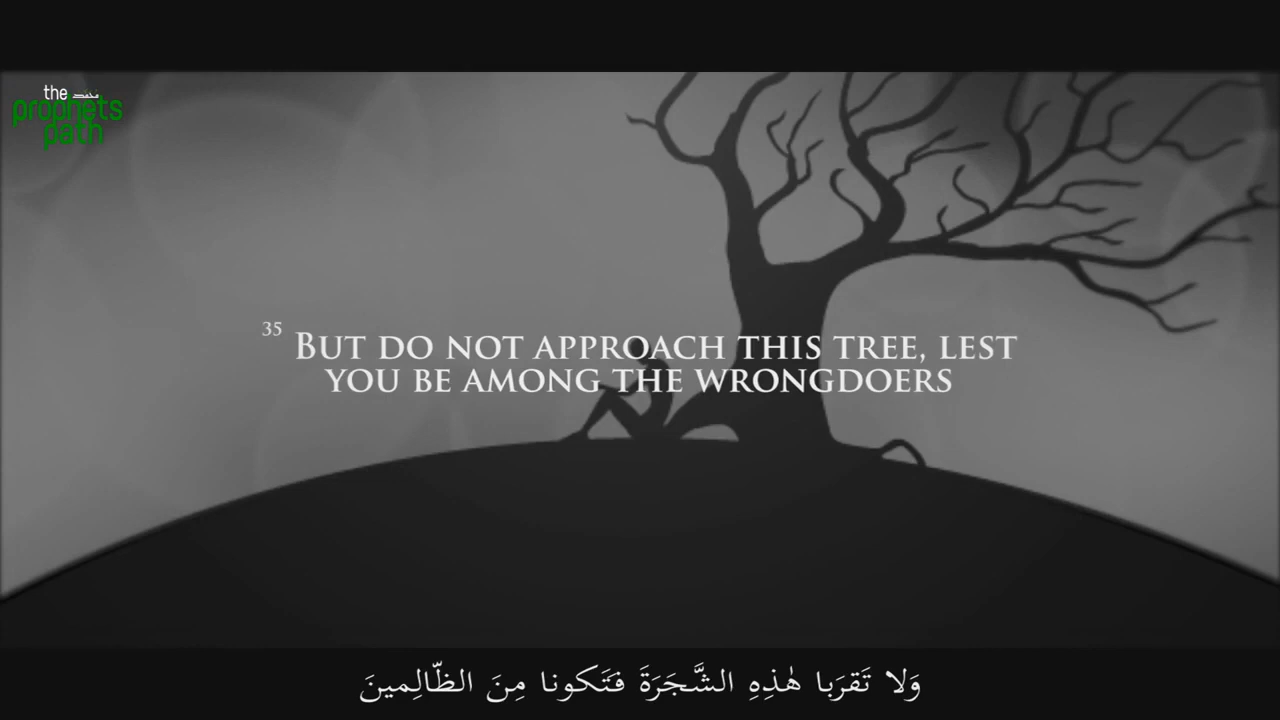 the محمد
prophets
path
35 BUT DO NOT APPROACH THIS TREE, LEST
YOU BE AMONG THE WRONGDOERS
وَلا تَقرَبا هٰذِهِ الشَّجَرَةَ فَتَكونا مِنَ الظّالِمينَ